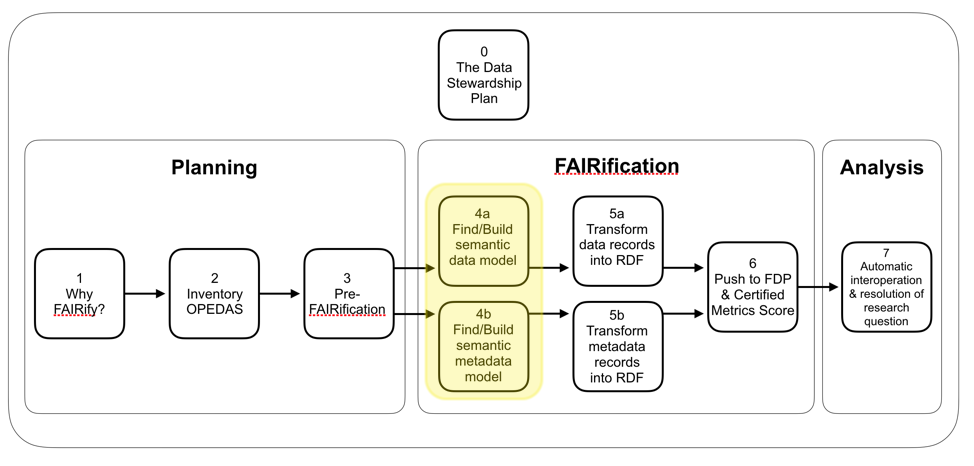 0
The Data
Stewardship
Plan
Planning
1
Why
FAIRify?
2
Inventory
OPEDAS
3
Pre-
FAIRification
FAIRification
4a
Find/Build
semantic
data model
4b
Find/Build
semantic
metadata
model
5a
Transform
data records
into RDF
5b
Transform
metadata
records
into RDF
6
Push to FDP
& Certified
Metrics Score
Analysis
7
Automatic
interoperation
& resolution of
research
question